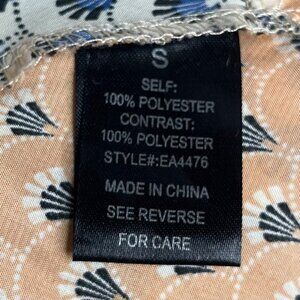 S
SELF:
100% POLYESTER
CONTRAST:
100% POLYESTER
STYLE#:EA4476
MADE IN CHINA
SEE REVERSE
FOR CARE